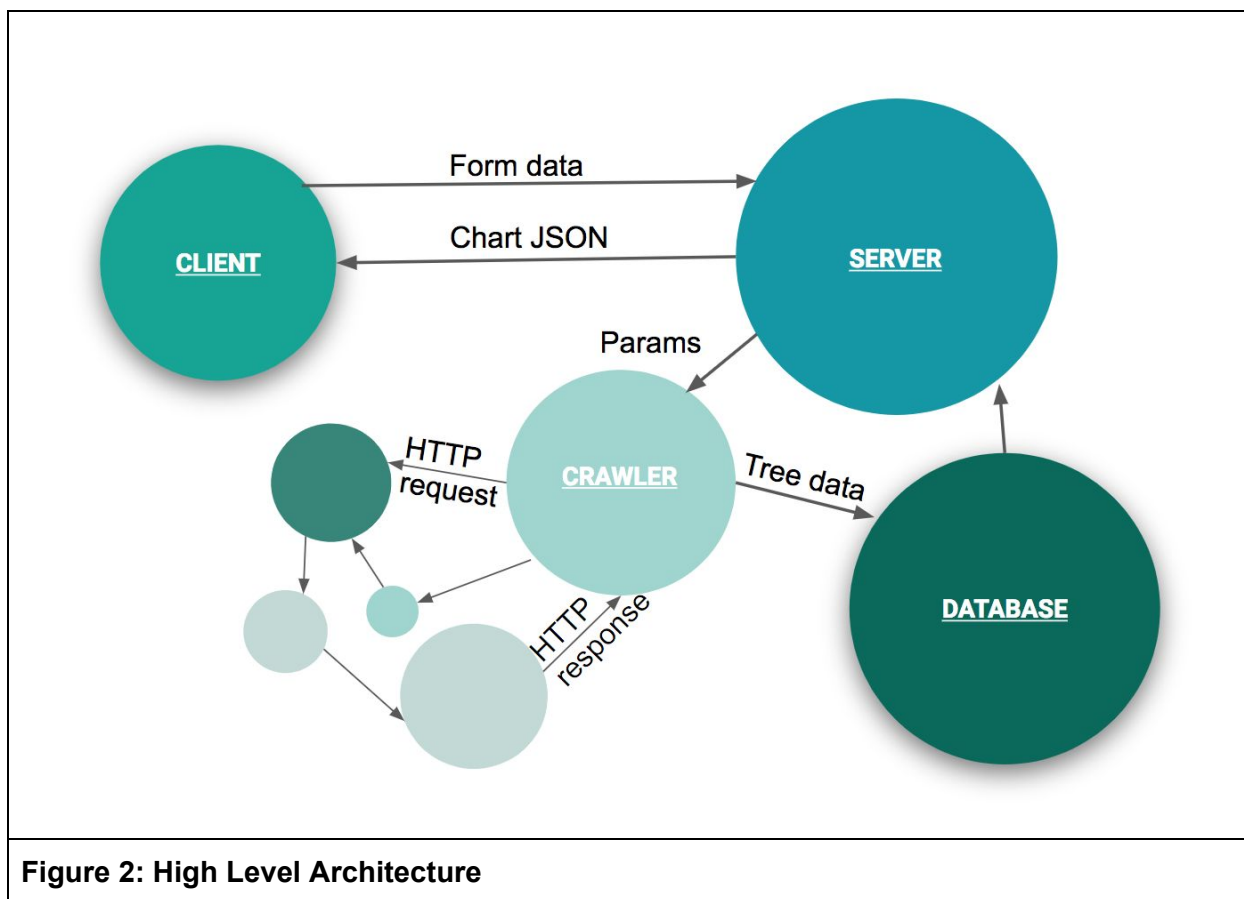 Form data
Chart JSON
CLIENT
SERVER
Params
HTTP
request
CRAWLER
Tree data
HTTP
response
DATABASE
Figure 2: High Level Architecture